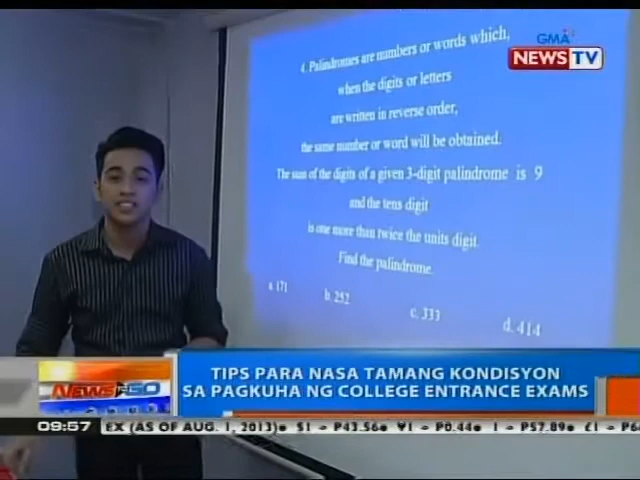 4. Palindromes are numbers or words which,
when the digits or letters
are written in reverse order,
the same number or word will be obtained.
The sum of the digits of a given 3-digit palindrome is 9
and the tens digit
is one more than twice the units digit.
Find the palindrome.
a. 171
b. 252
c. 333
d. 414
GMA
NEWS TV
NEWS TO GO
TIPS PARA NASA TAMANG KONDISYON
SA PAGKUHA NG COLLEGE ENTRANCE EXAMS
09:57
EX (AS OF AUG. 1, 2013) $1 = P43.56 ¥1 = P0.44 1 = P57.89 £1 = P6